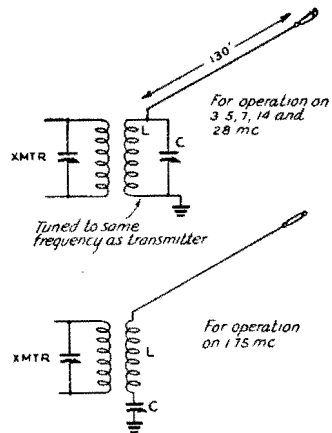 130'
For operation on
3.5, 7, 14 and
28 mc
L
C
XMTR
Tuned to same
frequency as transmitter
For operation
on 1.75 mc
XMTR
L
C